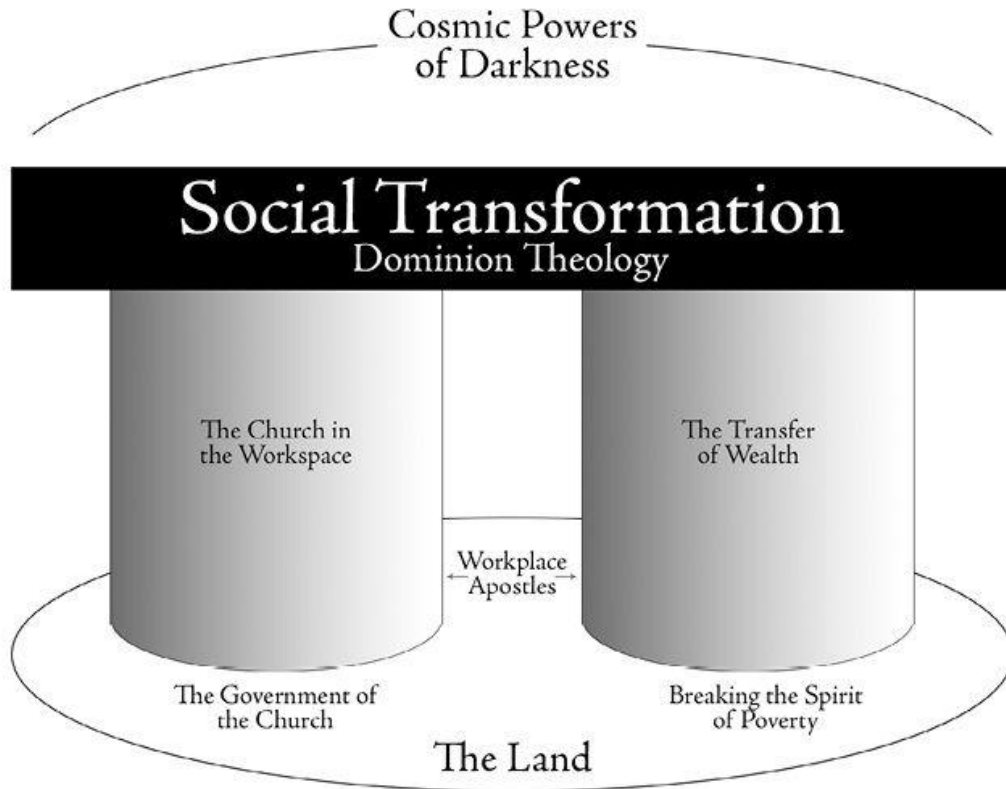 Cosmic Powers
of Darkness
Social Transformation
Dominion Theology
The Church in
the Workspace
The Transfer
of Wealth
Workplace
Apostles
The Government of
the Church
Breaking the Spirit
of Poverty
The Land